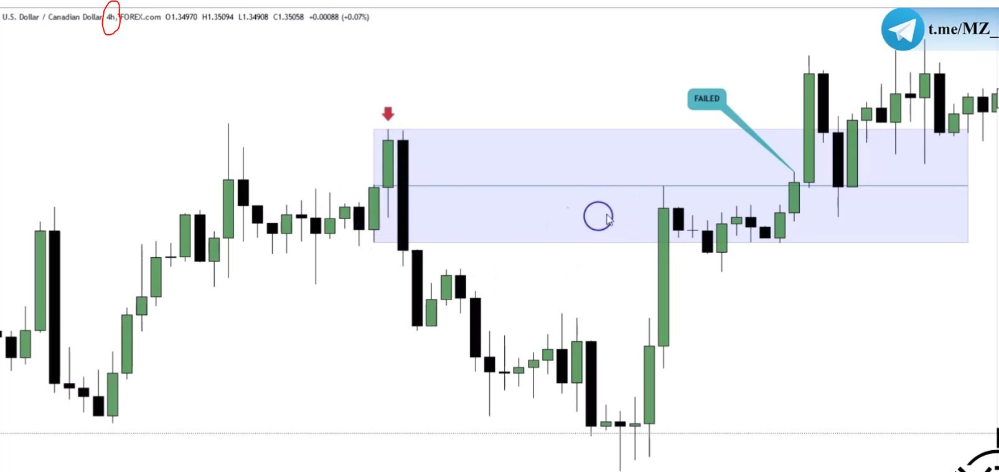 U.S. Dollar / Canadian Dollar, 4h, FOREX.com O1.34970 H1.35094 L1.34908 C1.35058 +0.00088 (+0.07%)
t.me/MZ_
FAILED